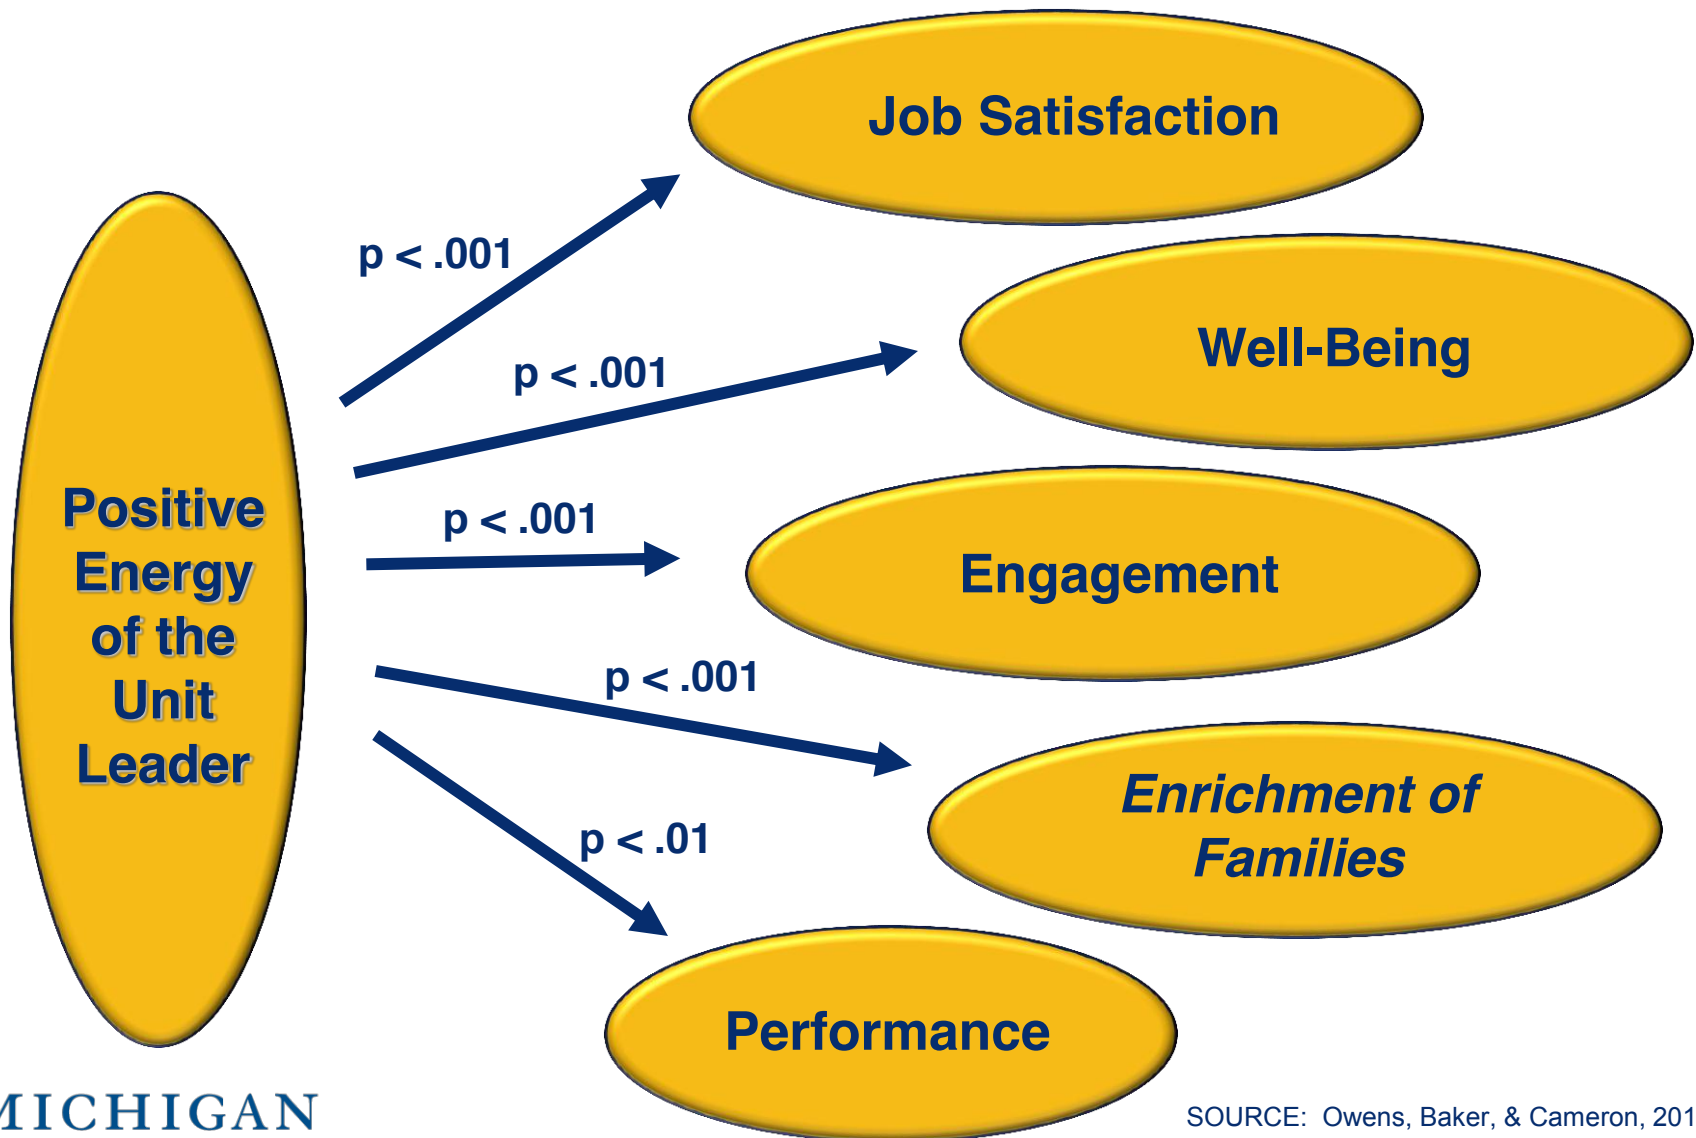 Job Satisfaction
p < .001
Well-Being
p < .001
Positive
Energy
of the
Unit
Leader
p < .001
Engagement
p < .001
Enrichment of
Families
p < .01
Performance
MICHIGAN
SOURCE: Owens, Baker, & Cameron, 201